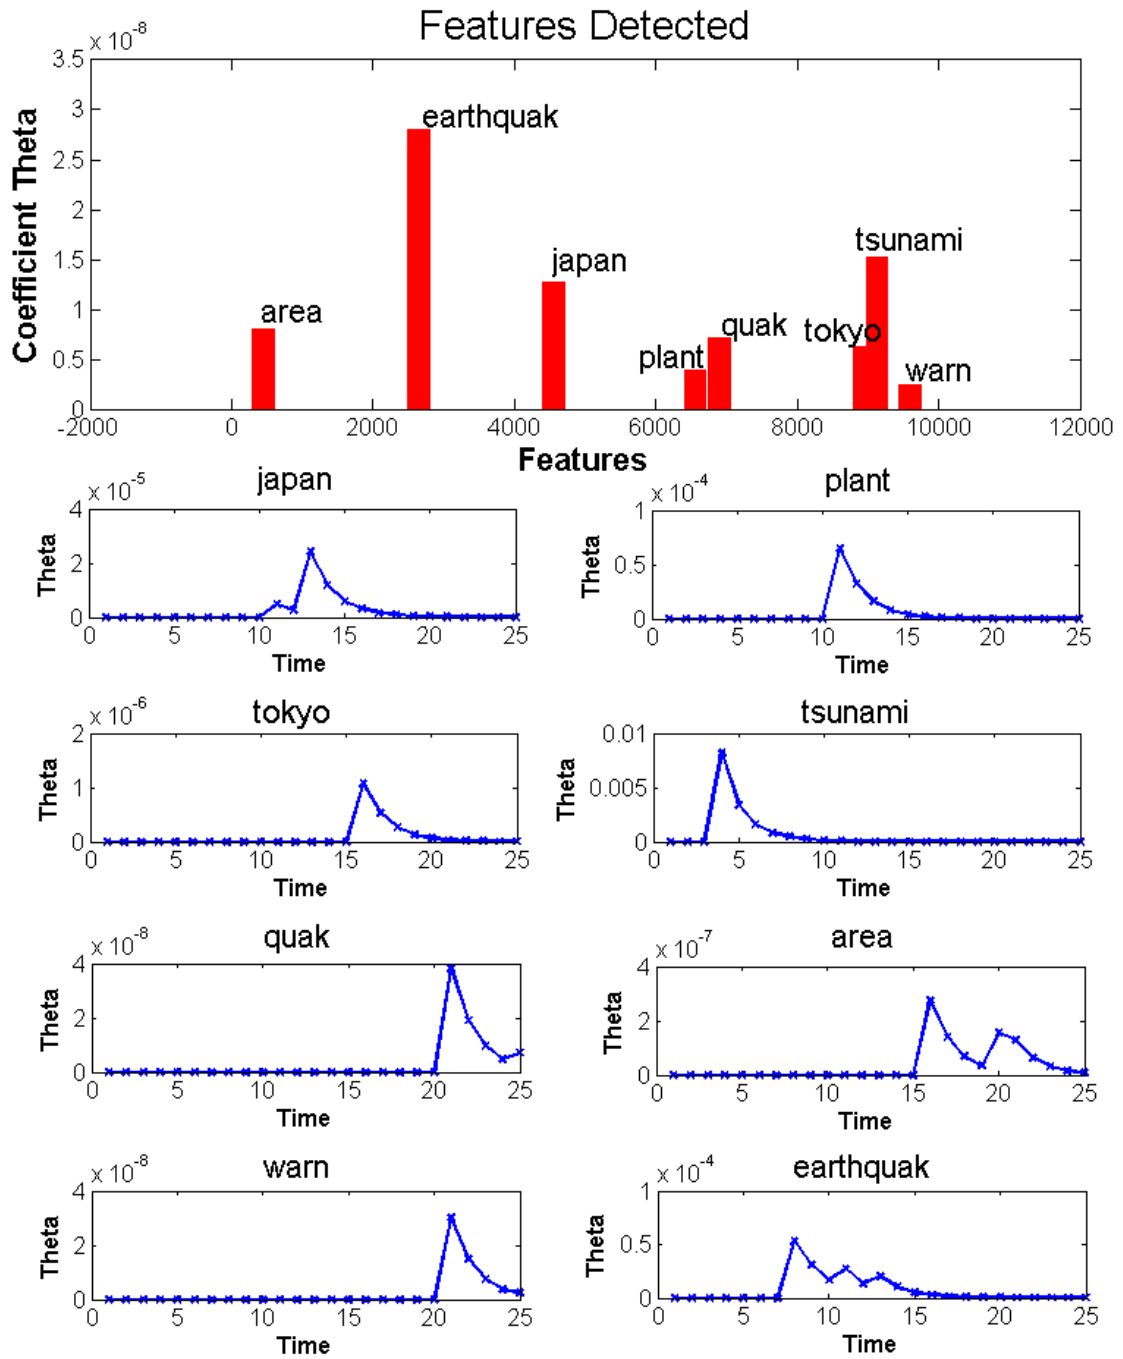 Features Detected
x 10-8
3.5
3
2.5
2
1.5
1
0.5
0
Coefficient Theta
area
earthquak
japan
plant
quak
tokyo
tsunami
warn
-2000 0 2000 4000 6000 8000 10000 12000
Features
japan
x 10-5
4
2
0
Theta
0 5 10 15 20 25
Time
plant
x 10-4
1
0.5
0
Theta
0 5 10 15 20 25
Time
tokyo
x 10-6
2
1
0
Theta
0 5 10 15 20 25
Time
tsunami
0.01
0.005
0
Theta
0 5 10 15 20 25
Time
quak
x 10-8
4
2
0
Theta
0 5 10 15 20 25
Time
area
x 10-7
4
2
0
Theta
0 5 10 15 20 25
Time
warn
x 10-8
4
2
0
Theta
0 5 10 15 20 25
Time
earthquak
x 10-4
1
0.5
0
Theta
0 5 10 15 20 25
Time